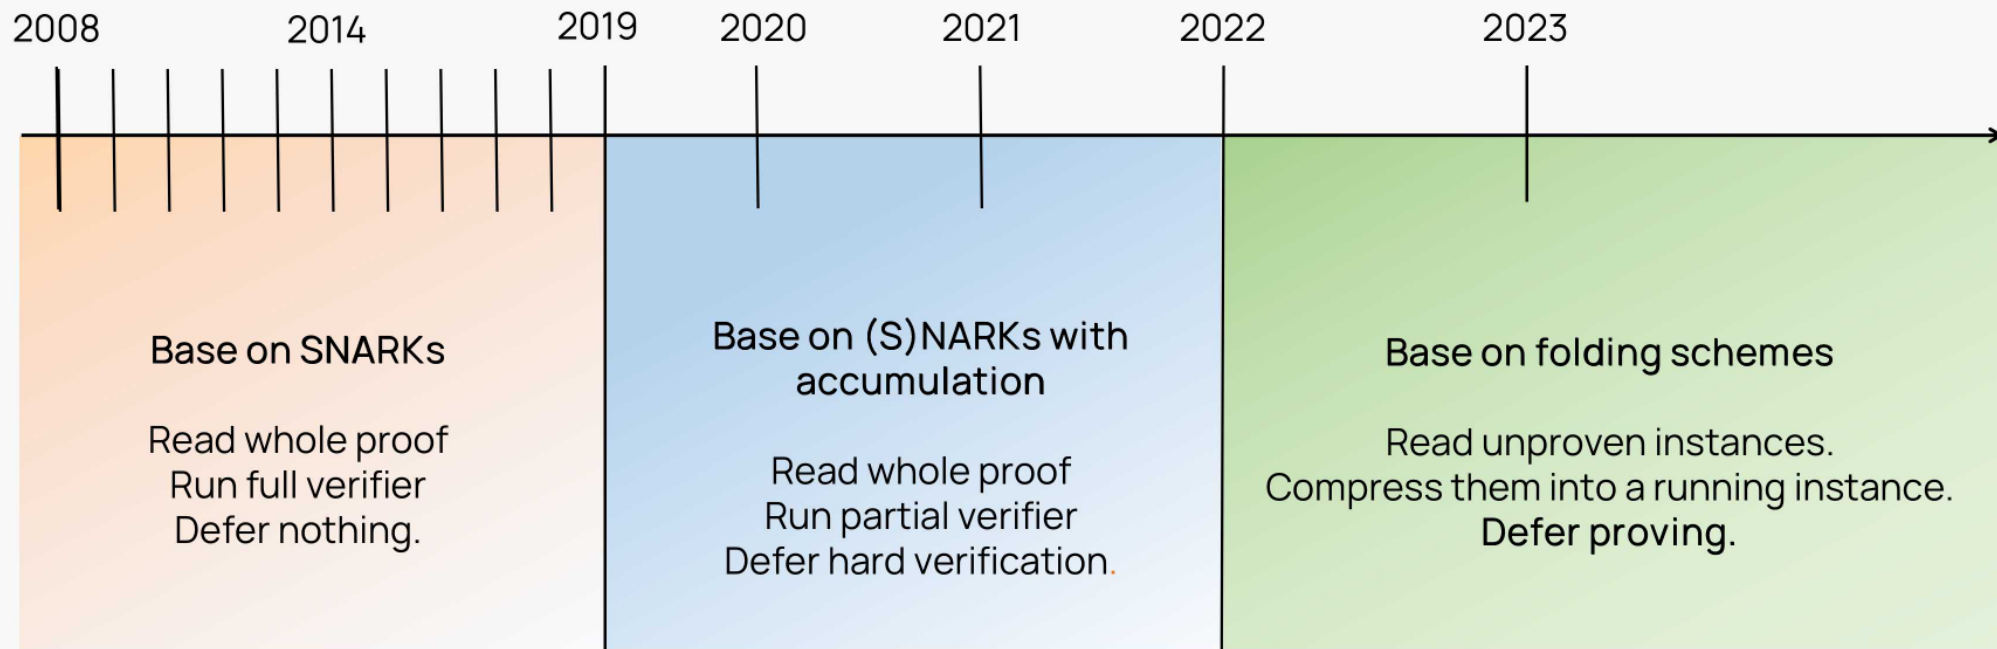 2008 2014 2019 2020 2021 2022 2023
Base on SNARKs
Read whole proof
Run full verifier
Defer nothing.
Base on (S)NARKs with
accumulation
Read whole proof
Run partial verifier
Defer hard verification.
Base on folding schemes
Read unproven instances.
Compress them into a running instance.
Defer proving.